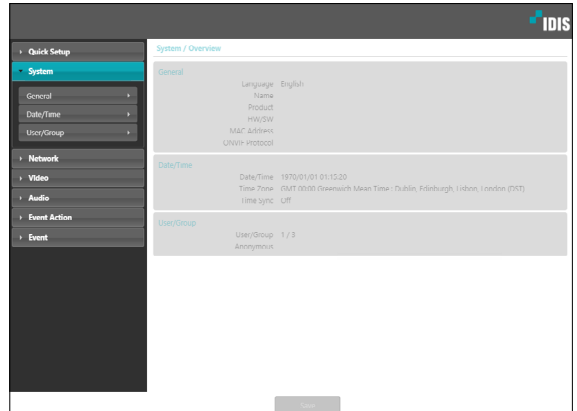 IDIS
Quick Setup
System
General
Date/Time
User/Group
Network
Video
Audio
Event Action
Event
System / Overview
General
Language English
Name
Product
HW/SW
MAC Address
ONVIF Protocol
Date/Time
Date/Time 1970/01/01 01:15:20
Time Zone GMT 00:00 Greenwich Mean Time : Dublin, Edinburgh, Lisbon, London (DST)
Time Sync Off
User/Group
User/Group 1 / 3
Anonymous
Save